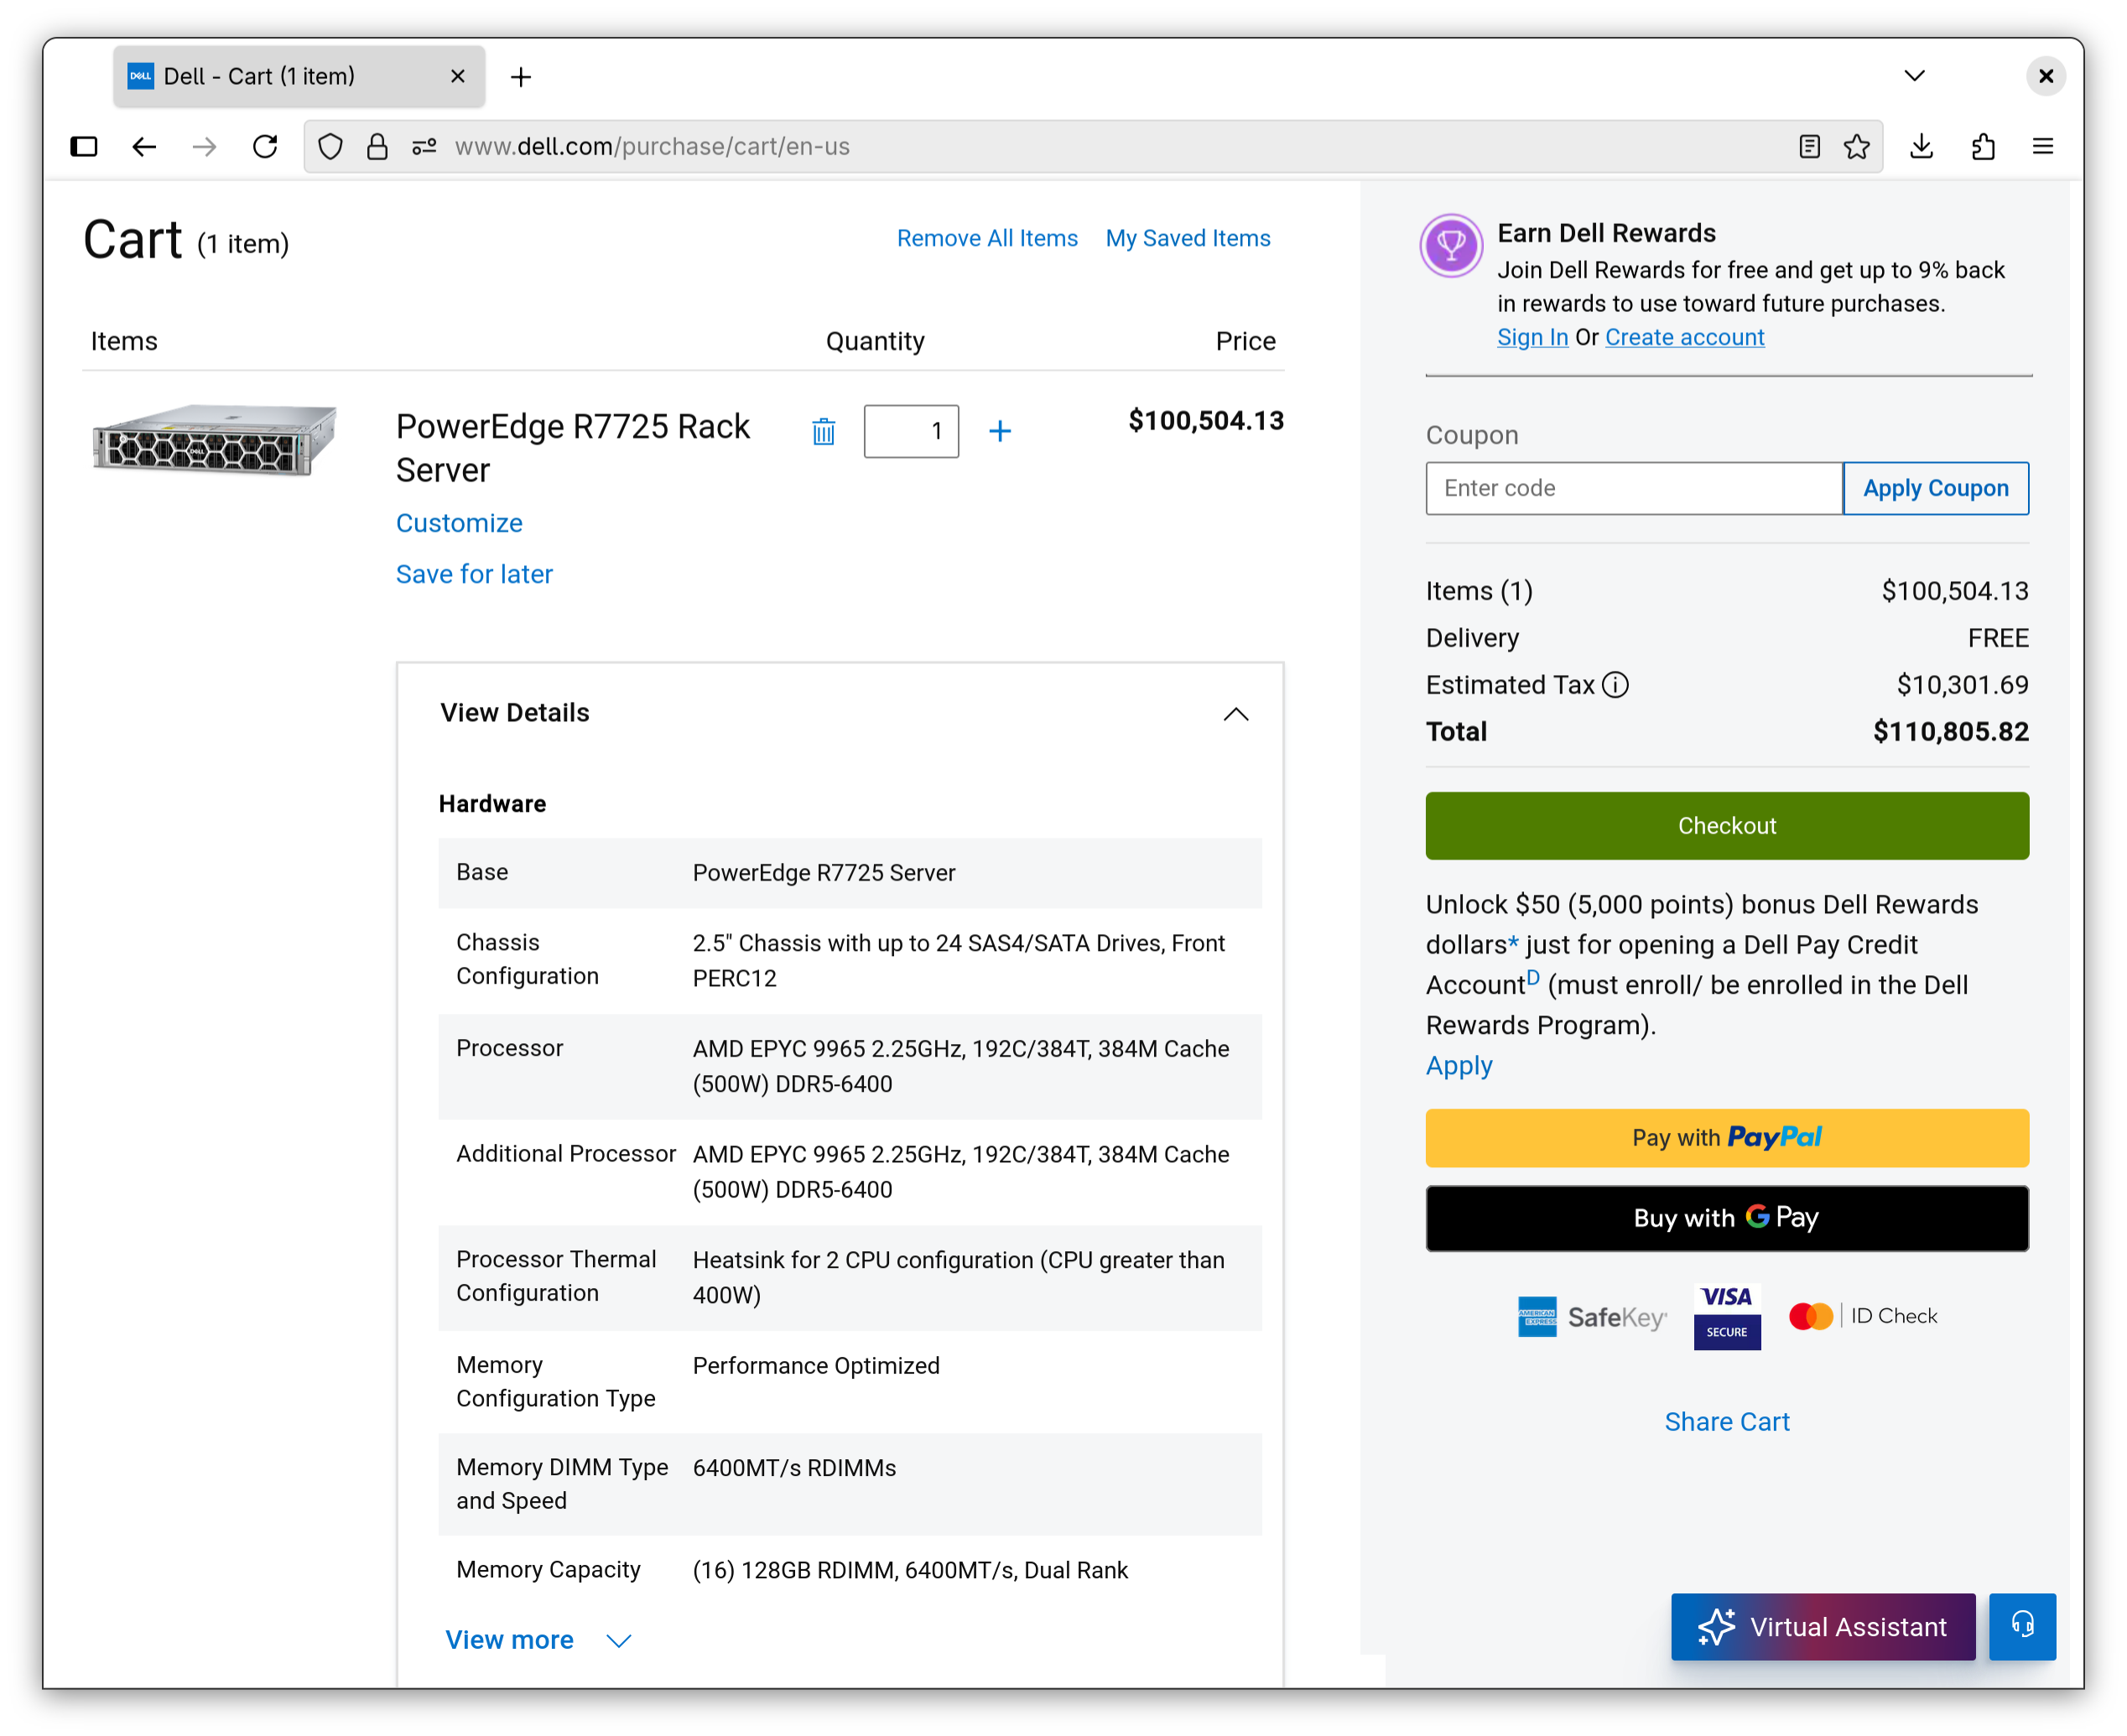 DELL
Dell - Cart (1 item)
www.dell.com/purchase/cart/en-us
Cart (1 item)
Remove All Items
My Saved Items
Items
Quantity
Price
DELL
PowerEdge R7725 Rack
Server
1
$100,504.13
Customize
Save for later
View Details
Hardware
Base
PowerEdge R7725 Server
Chassis
Configuration
2.5" Chassis with up to 24 SAS4/SATA Drives, Front
PERC12
Processor
AMD EPYC 9965 2.25GHz, 192C/384T, 384M Cache
(500W) DDR5-6400
Additional Processor
AMD EPYC 9965 2.25GHz, 192C/384T, 384M Cache
(500W) DDR5-6400
Processor Thermal
Configuration
Heatsink for 2 CPU configuration (CPU greater than
400W)
Memory
Configuration Type
Performance Optimized
Memory DIMM Type
and Speed
6400MT/s RDIMMs
Memory Capacity
(16) 128GB RDIMM, 6400MT/s, Dual Rank
View more
Earn Dell Rewards
Join Dell Rewards for free and get up to 9% back
in rewards to use toward future purchases.
Sign In Or Create account
Coupon
Enter code
Apply Coupon
Items (1)
$100,504.13
Delivery
FREE
Estimated Tax
$10,301.69
Total
$110,805.82
Checkout
Unlock $50 (5,000 points) bonus Dell Rewards
dollars* just for opening a Dell Pay Credit
AccountD (must enroll/ be enrolled in the Dell
Rewards Program).
Apply
Pay with PayPal
Buy with G Pay
AMERICAN
EXPRESS
SafeKey
VISA
SECURE
ID Check
Share Cart
Virtual Assistant